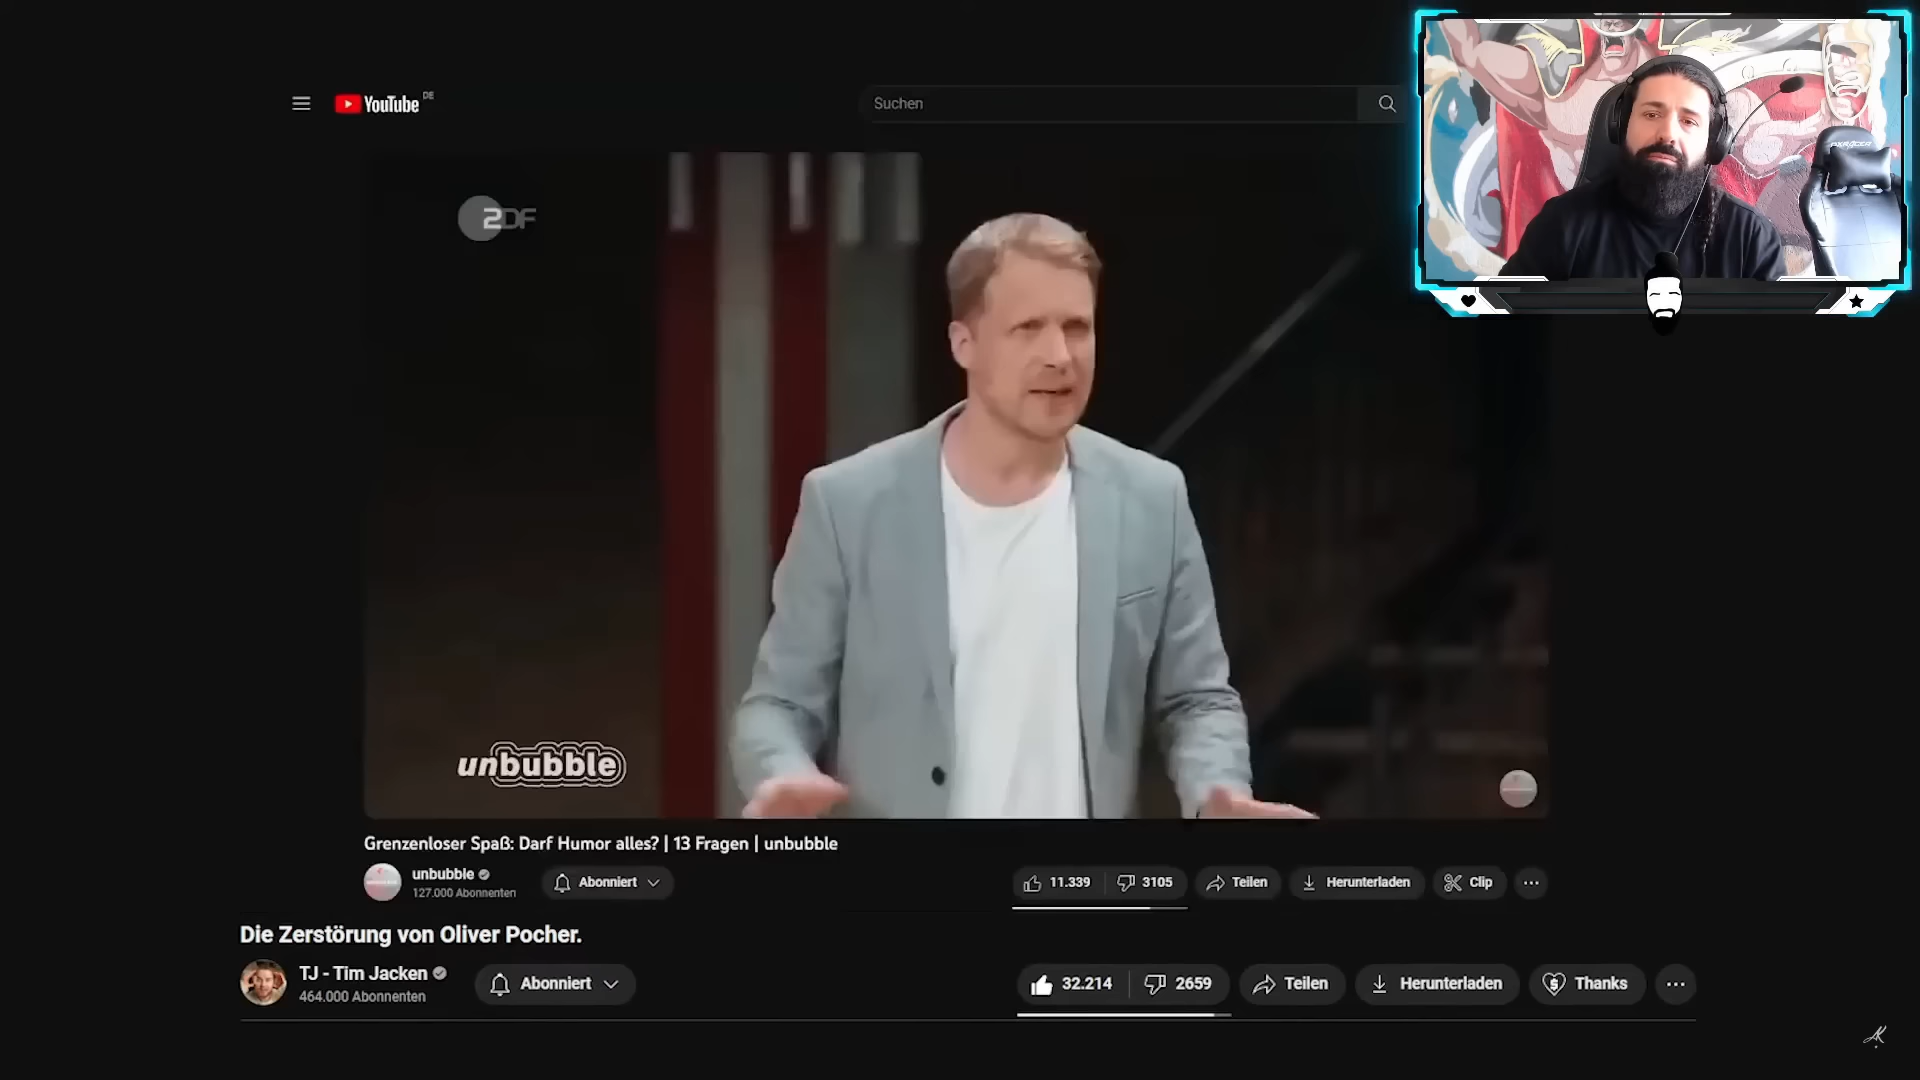 YouTube DE
Suchen
ZDF
unbubble
Grenzenloser Spaß: Darf Humor alles? | 13 Fragen | unbubble
unbubble
127.000 Abonnenten
Abonniert
11.339
3105
Teilen
Herunterladen
Clip
Die Zerstörung von Oliver Pocher.
TJ - Tim Jacken
464.000 Abonnenten
Abonniert
32.214
2659
Teilen
Herunterladen
Thanks